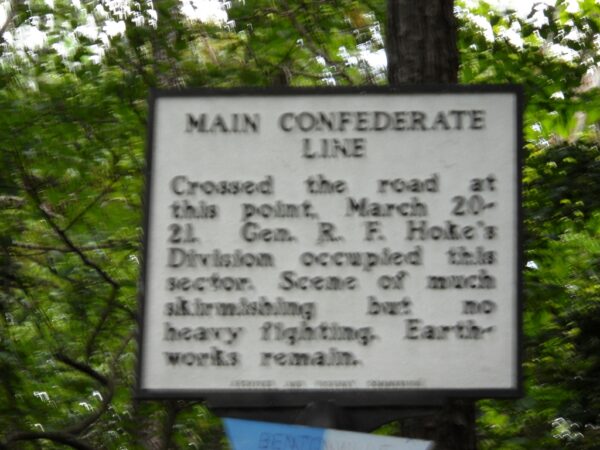 MAIN CONFEDERATE
LINE
Crossed the road at
this point, March 20-
21. Gen. R. F. Hoke's
Division occupied this
sector. Scene of much
skirmishing but no
heavy fighting. Earth-
works remain.